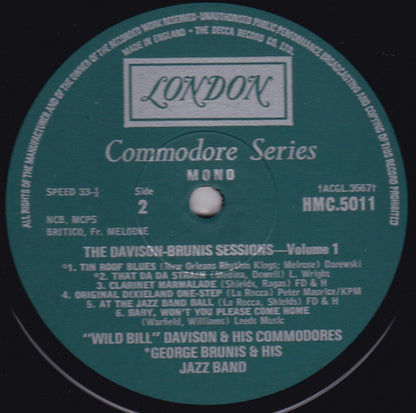 ALL RIGHTS OF THE MANUFACTURER AND OF THE OWNER OF THE RECORDED WORK RESERVED—UNAUTHORISED PUBLIC PERFORMANCE BROADCASTING AND COPYING OF THIS RECORD PROHIBITED
MADE IN ENGLAND • THE DECCA RECORD CO. LTD.
LONDON
Commodore Series
MONO
SPEED 33-⅓
Side
2
†ACGL.3567†
HMC.5011
NCB, MCPS
BRITICO, Fr. MELODIE
THE DAVISON-BRUNIS SESSIONS—Volume 1
*1. TIN ROOF BLUES (New Orleans Rhythm Kings; Melrose) Darewski
*2. THAT DA DA STRAIN (Medina, Dowell) L. Wright
3. CLARINET MARMALADE (Shields, Ragas) FD & H
4. ORIGINAL DIXIELAND ONE-STEP (La Rocca) Peter Maurice/KPM
5. AT THE JAZZ BAND BALL (La Rocca, Shields) FD & H
6. BABY, WON'T YOU PLEASE COME HOME
(Warfield, Williams) Leeds Music
"WILD BILL" DAVISON & HIS COMMODORES
*GEORGE BRUNIS & HIS
JAZZ BAND